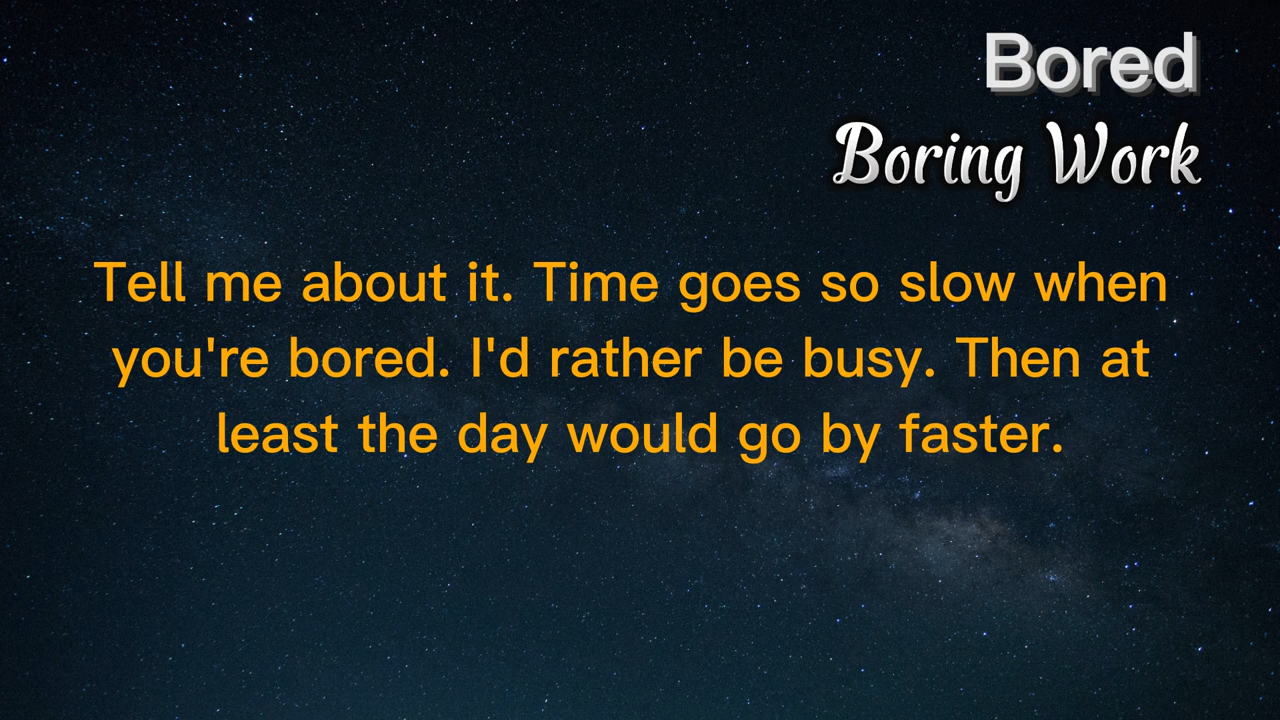 Bored
Boring Work
Tell me about it. Time goes so slow when
you're bored. I'd rather be busy. Then at
least the day would go by faster.